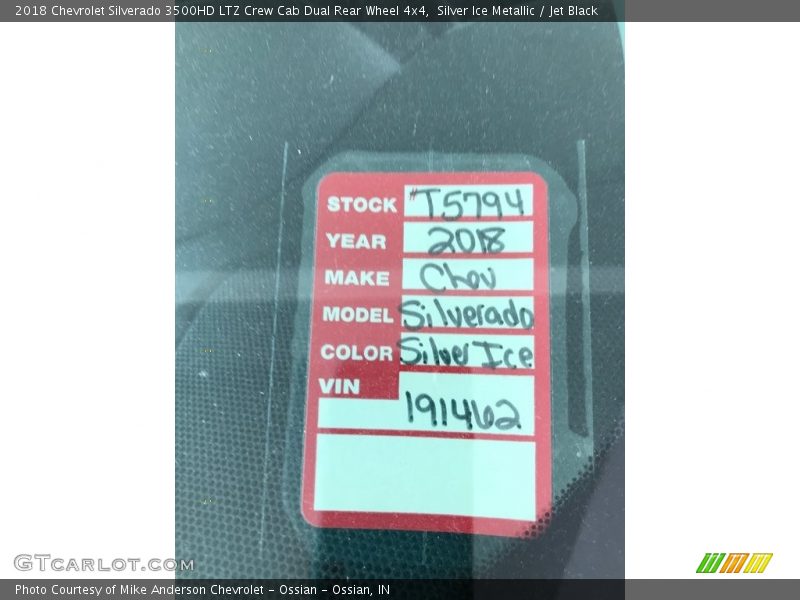 2018 Chevrolet Silverado 3500HD LTZ Crew Cab Dual Rear Wheel 4x4, Silver Ice Metallic / Jet Black
STOCK #T5794
YEAR 2018
MAKE Chev
MODEL Silverado
COLOR Silver Ice
VIN
191462
GTCARLOT.COM
Photo Courtesy of Mike Anderson Chevrolet - Ossian - Ossian, IN